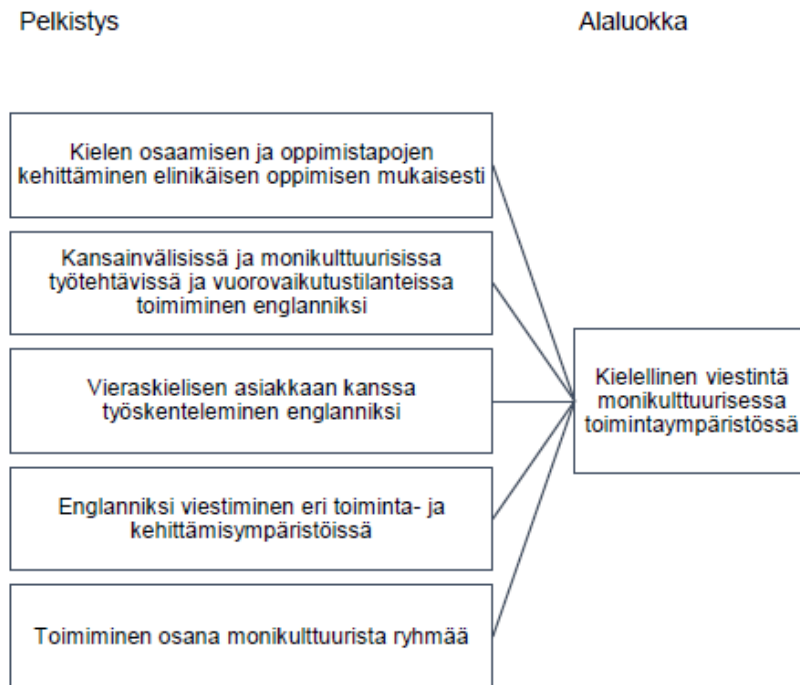 Pelkistys
Alaluokka
Kielen osaamisen ja oppimistapojen
kehittäminen elinikäisen oppimisen mukaisesti
Kansainvälisissä ja monikulttuurisissa
työtehtävissä ja vuorovaikutustilanteissa
toimiminen englanniksi
Vieraskielisen asiakkaan kanssa
työskenteleminen englanniksi
Englanniksi viestiminen eri toiminta- ja
kehittämisympäristöissä
Toimiminen osana monikulttuurista ryhmää
Kielellinen viestintä
monikulttuurisessa
toimintaympäristössä